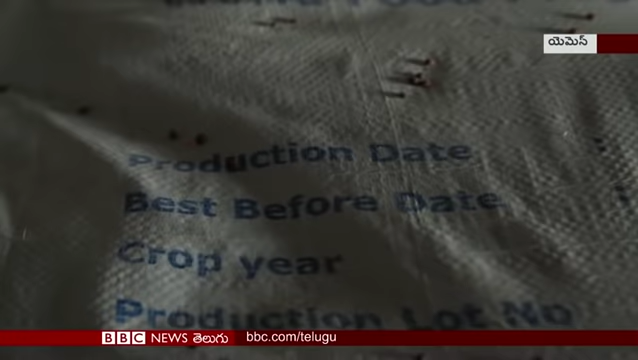 యెమెన్
Production Date
Best Before Date
Crop year
Production Lot No
BBC NEWS తెలుగు bbc.com/telugu